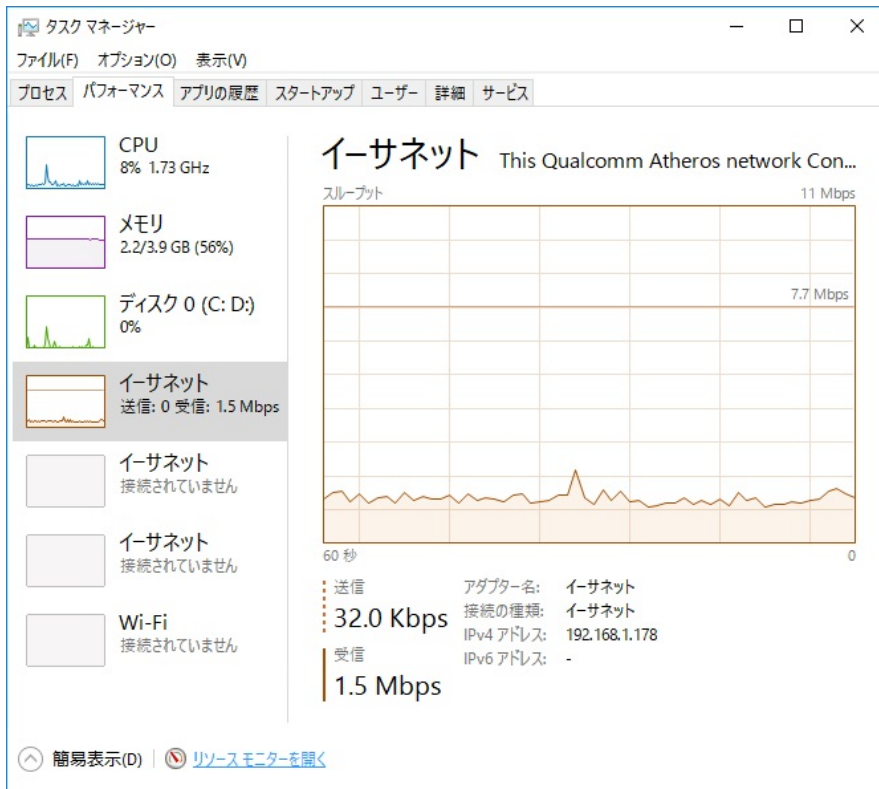 タスク マネージャー
ファイル(F) オプション(O) 表示(V)
プロセス パフォーマンス アプリの履歴 スタートアップ ユーザー 詳細 サービス
CPU
8% 1.73 GHz
メモリ
2.2/3.9 GB (56%)
ディスク 0 (C: D:)
0%
イーサネット
送信: 0 受信: 1.5 Mbps
イーサネット
接続されていません
イーサネット
接続されていません
Wi-Fi
接続されていません
イーサネット This Qualcomm Atheros network Con...
スループット 11 Mbps
7.7 Mbps
60 秒 0
送信
32.0 Kbps
受信
1.5 Mbps
アダプター名: イーサネット
接続の種類: イーサネット
IPv4 アドレス: 192.168.1.178
IPv6 アドレス: -
簡易表示(D) リソース モニターを開く